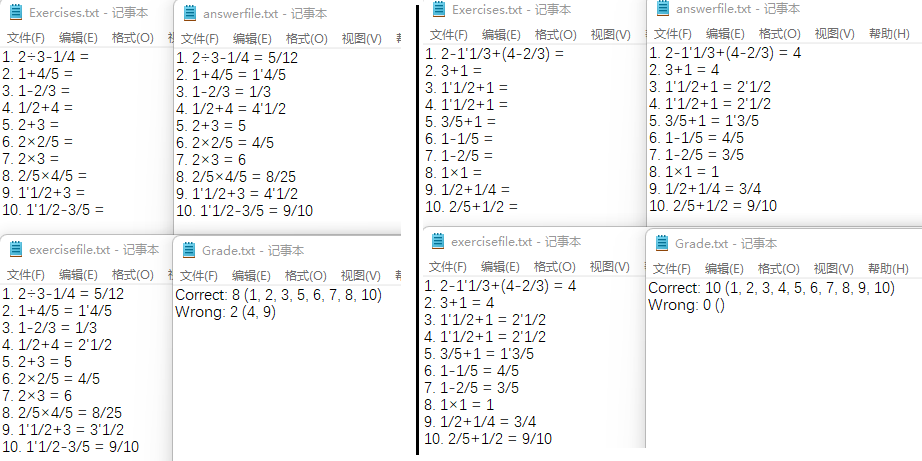 Exercises.txt - 记事本
文件(F) 编辑(E) 格式(O)
1. 2÷3-1/4 =
2. 1+4/5 =
3. 1-2/3 =
4. 1/2+4 =
5. 2+3 =
6. 2×2/5 =
7. 2×3 =
8. 2/5×4/5 =
9. 1'1/2+3 =
10. 1'1/2-3/5 =
answerfile.txt - 记事本
文件(F) 编辑(E) 格式(O) 视图(V)
1. 2÷3-1/4 = 5/12
2. 1+4/5 = 1'4/5
3. 1-2/3 = 1/3
4. 1/2+4 = 4'1/2
5. 2+3 = 5
6. 2×2/5 = 4/5
7. 2×3 = 6
8. 2/5×4/5 = 8/25
9. 1'1/2+3 = 4'1/2
10. 1'1/2-3/5 = 9/10
exercisefile.txt - 记事本
文件(F) 编辑(E) 格式(O)
1. 2÷3-1/4 = 5/12
2. 1+4/5 = 1'4/5
3. 1-2/3 = 1/3
4. 1/2+4 = 2'1/2
5. 2+3 = 5
6. 2×2/5 = 4/5
7. 2×3 = 6
8. 2/5×4/5 = 8/25
9. 1'1/2+3 = 3'1/2
10. 1'1/2-3/5 = 9/10
Grade.txt - 记事本
文件(F) 编辑(E) 格式(O) 视图(V)
Correct: 8 (1, 2, 3, 5, 6, 7, 8, 10)
Wrong: 2 (4, 9)
Exercises.txt - 记事本
文件(F) 编辑(E) 格式(O) 视图(V)
1. 2-1'1/3+(4-2/3) =
2. 3+1 =
3. 1'1/2+1 =
4. 1'1/2+1 =
5. 3/5+1 =
6. 1-1/5 =
7. 1-2/5 =
8. 1×1 =
9. 1/2+1/4 =
10. 2/5+1/2 =
answerfile.txt - 记事本
文件(F) 编辑(E) 格式(O) 视图(V) 帮助(H)
1. 2-1'1/3+(4-2/3) = 4
2. 3+1 = 4
3. 1'1/2+1 = 2'1/2
4. 1'1/2+1 = 2'1/2
5. 3/5+1 = 1'3/5
6. 1-1/5 = 4/5
7. 1-2/5 = 3/5
8. 1×1 = 1
9. 1/2+1/4 = 3/4
10. 2/5+1/2 = 9/10
exercisefile.txt - 记事本
文件(F) 编辑(E) 格式(O) 视图(V)
1. 2-1'1/3+(4-2/3) = 4
2. 3+1 = 4
3. 1'1/2+1 = 2'1/2
4. 1'1/2+1 = 2'1/2
5. 3/5+1 = 1'3/5
6. 1-1/5 = 4/5
7. 1-2/5 = 3/5
8. 1×1 = 1
9. 1/2+1/4 = 3/4
10. 2/5+1/2 = 9/10
Grade.txt - 记事本
文件(F) 编辑(E) 格式(O) 视图(V) 帮助(H)
Correct: 10 (1, 2, 3, 4, 5, 6, 7, 8, 9, 10)
Wrong: 0 ()